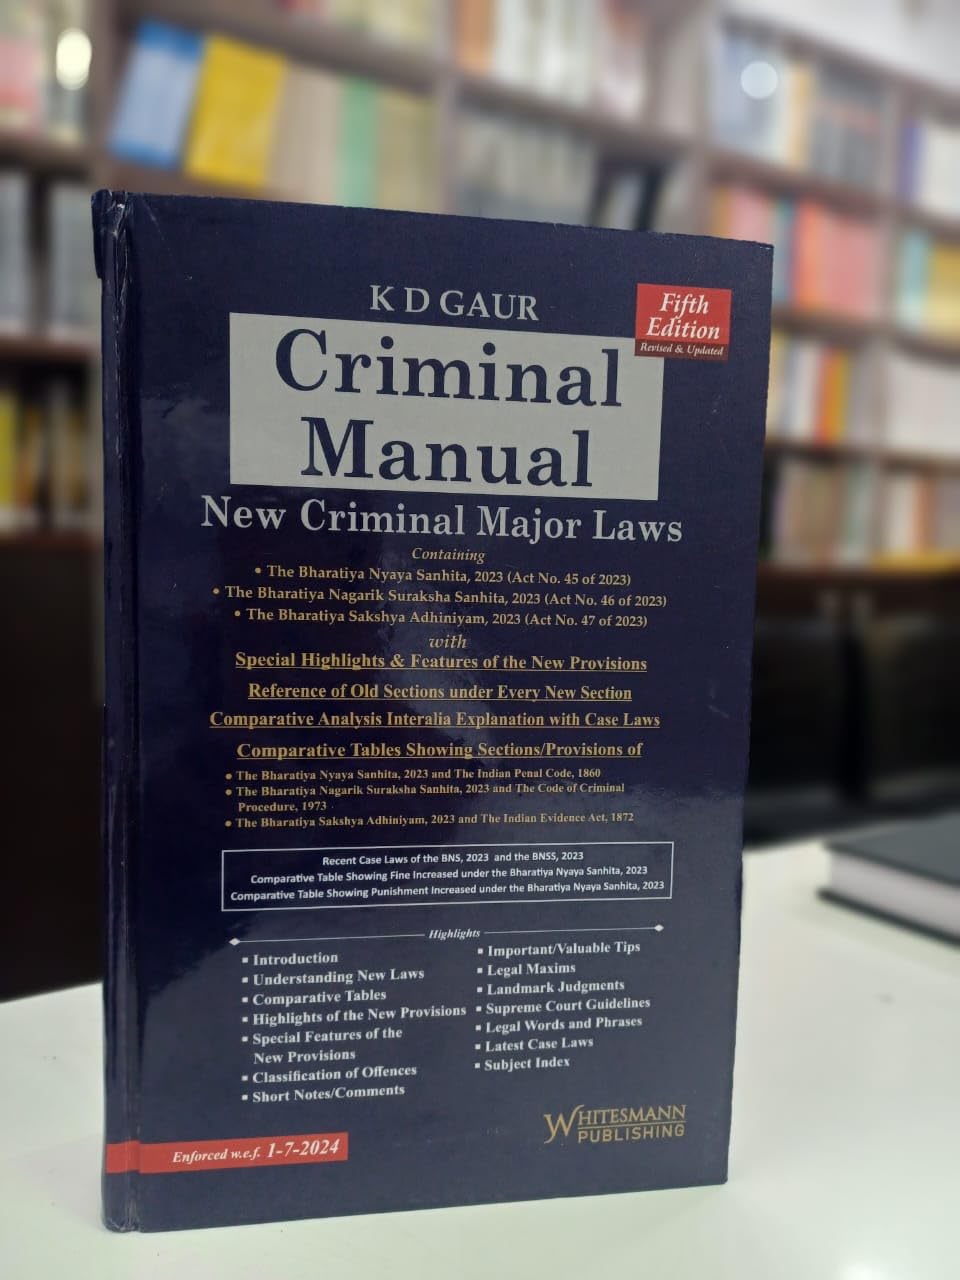 K D GAUR
Fifth
Edition
Revised & Updated
Criminal
Manual
New Criminal Major Laws
Containing
• The Bharatiya Nyaya Sanhita, 2023 (Act No. 45 of 2023)
• The Bharatiya Nagarik Suraksha Sanhita, 2023 (Act No. 46 of 2023)
• The Bharatiya Sakshya Adhiniyam, 2023 (Act No. 47 of 2023)
with
Special Highlights & Features of the New Provisions
Reference of Old Sections under Every New Section
Comparative Analysis Interalia Explanation with Case Laws
Comparative Tables Showing Sections/Provisions of
• The Bharatiya Nyaya Sanhita, 2023 and The Indian Penal Code, 1860
• The Bharatiya Nagarik Suraksha Sanhita, 2023 and The Code of Criminal
Procedure, 1973
• The Bharatiya Sakshya Adhiniyam, 2023 and The Indian Evidence Act, 1872
Recent Case Laws of the BNS, 2023 and the BNSS, 2023
Comparative Table Showing Fine Increased under the Bharatiya Nyaya Sanhita, 2023
Comparative Table Showing Punishment Increased under the Bharatiya Nyaya Sanhita, 2023
Highlights
▪ Introduction
▪ Understanding New Laws
▪ Comparative Tables
▪ Highlights of the New Provisions
▪ Special Features of the
New Provisions
▪ Classification of Offences
▪ Short Notes/Comments
▪ Important/Valuable Tips
▪ Legal Maxims
▪ Landmark Judgments
▪ Supreme Court Guidelines
▪ Legal Words and Phrases
▪ Latest Case Laws
▪ Subject Index
WHITESMANN
PUBLISHING
Enforced w.e.f. 1-7-2024